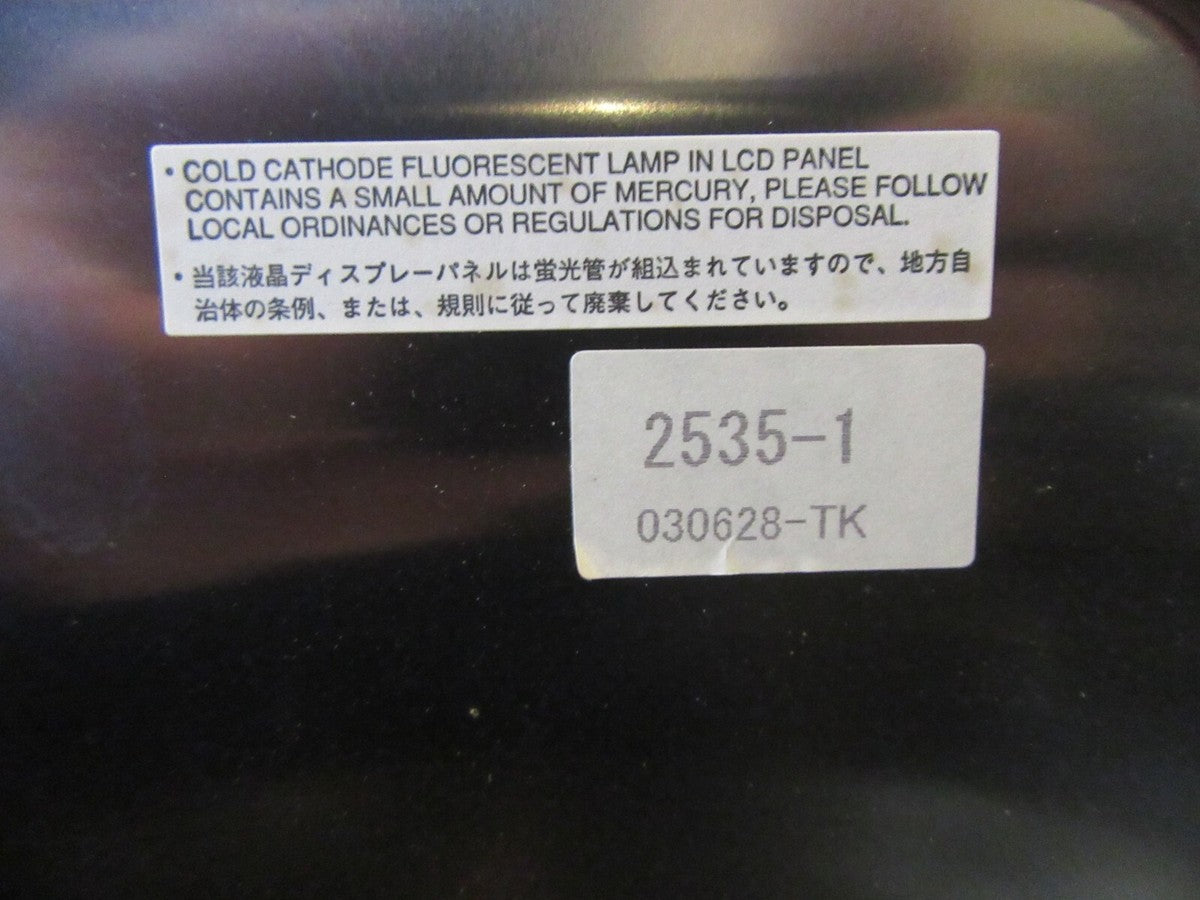 ・COLD CATHODE FLUORESCENT LAMP IN LCD PANEL
CONTAINS A SMALL AMOUNT OF MERCURY, PLEASE FOLLOW
LOCAL ORDINANCES OR REGULATIONS FOR DISPOSAL.
・当該液晶ディスプレーパネルは蛍光管が組込まれていますので、地方自
治体の条例、または、規則に従って廃棄してください。
2535-1
030628-TK